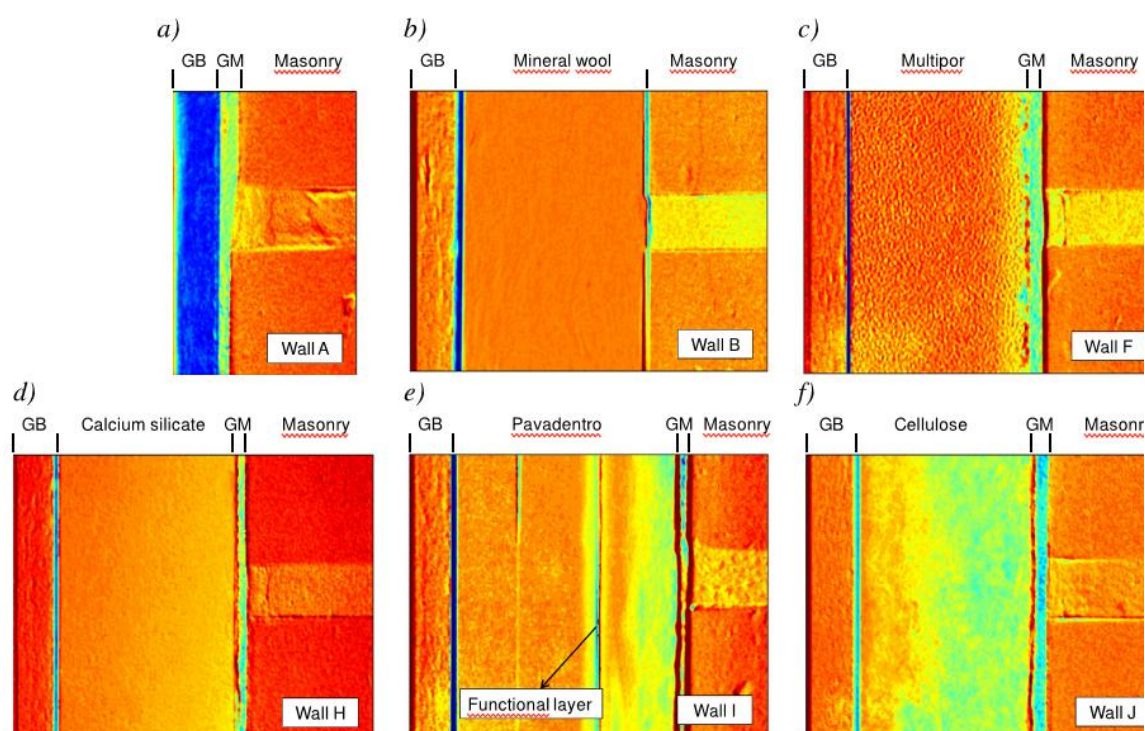 a)
GB GM Masonry
Wall A
b)
GB Mineral wool Masonry
Wall B
c)
GB Multipor GM Masonry
Wall F
d)
GB Calcium silicate GM Masonry
Wall H
e)
GB Pavadentro GM Masonry
Functional layer
Wall I
f)
GB Cellulose GM Masonr
Wall J